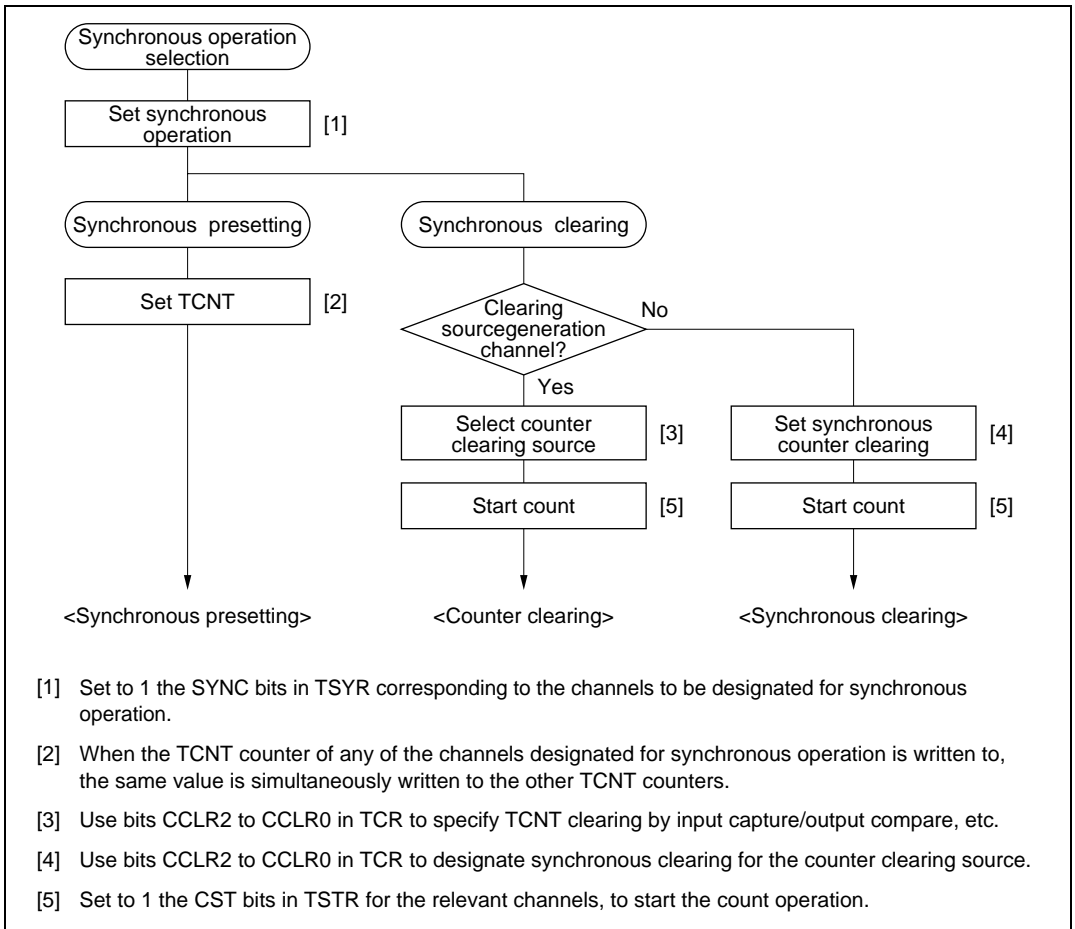 Synchronous operation
selection
Set synchronous
operation
[1]
Synchronous presetting
Synchronous clearing
Set TCNT
[2]
Clearing
sourcegeneration
channel?
No
Yes
Select counter
clearing source
[3]
Set synchronous
counter clearing
[4]
Start count
[5]
Start count
[5]
<Synchronous presetting>
<Counter clearing>
<Synchronous clearing>
[1] Set to 1 the SYNC bits in TSYR corresponding to the channels to be designated for synchronous
operation.
[2] When the TCNT counter of any of the channels designated for synchronous operation is written to,
the same value is simultaneously written to the other TCNT counters.
[3] Use bits CCLR2 to CCLR0 in TCR to specify TCNT clearing by input capture/output compare, etc.
[4] Use bits CCLR2 to CCLR0 in TCR to designate synchronous clearing for the counter clearing source.
[5] Set to 1 the CST bits in TSTR for the relevant channels, to start the count operation.